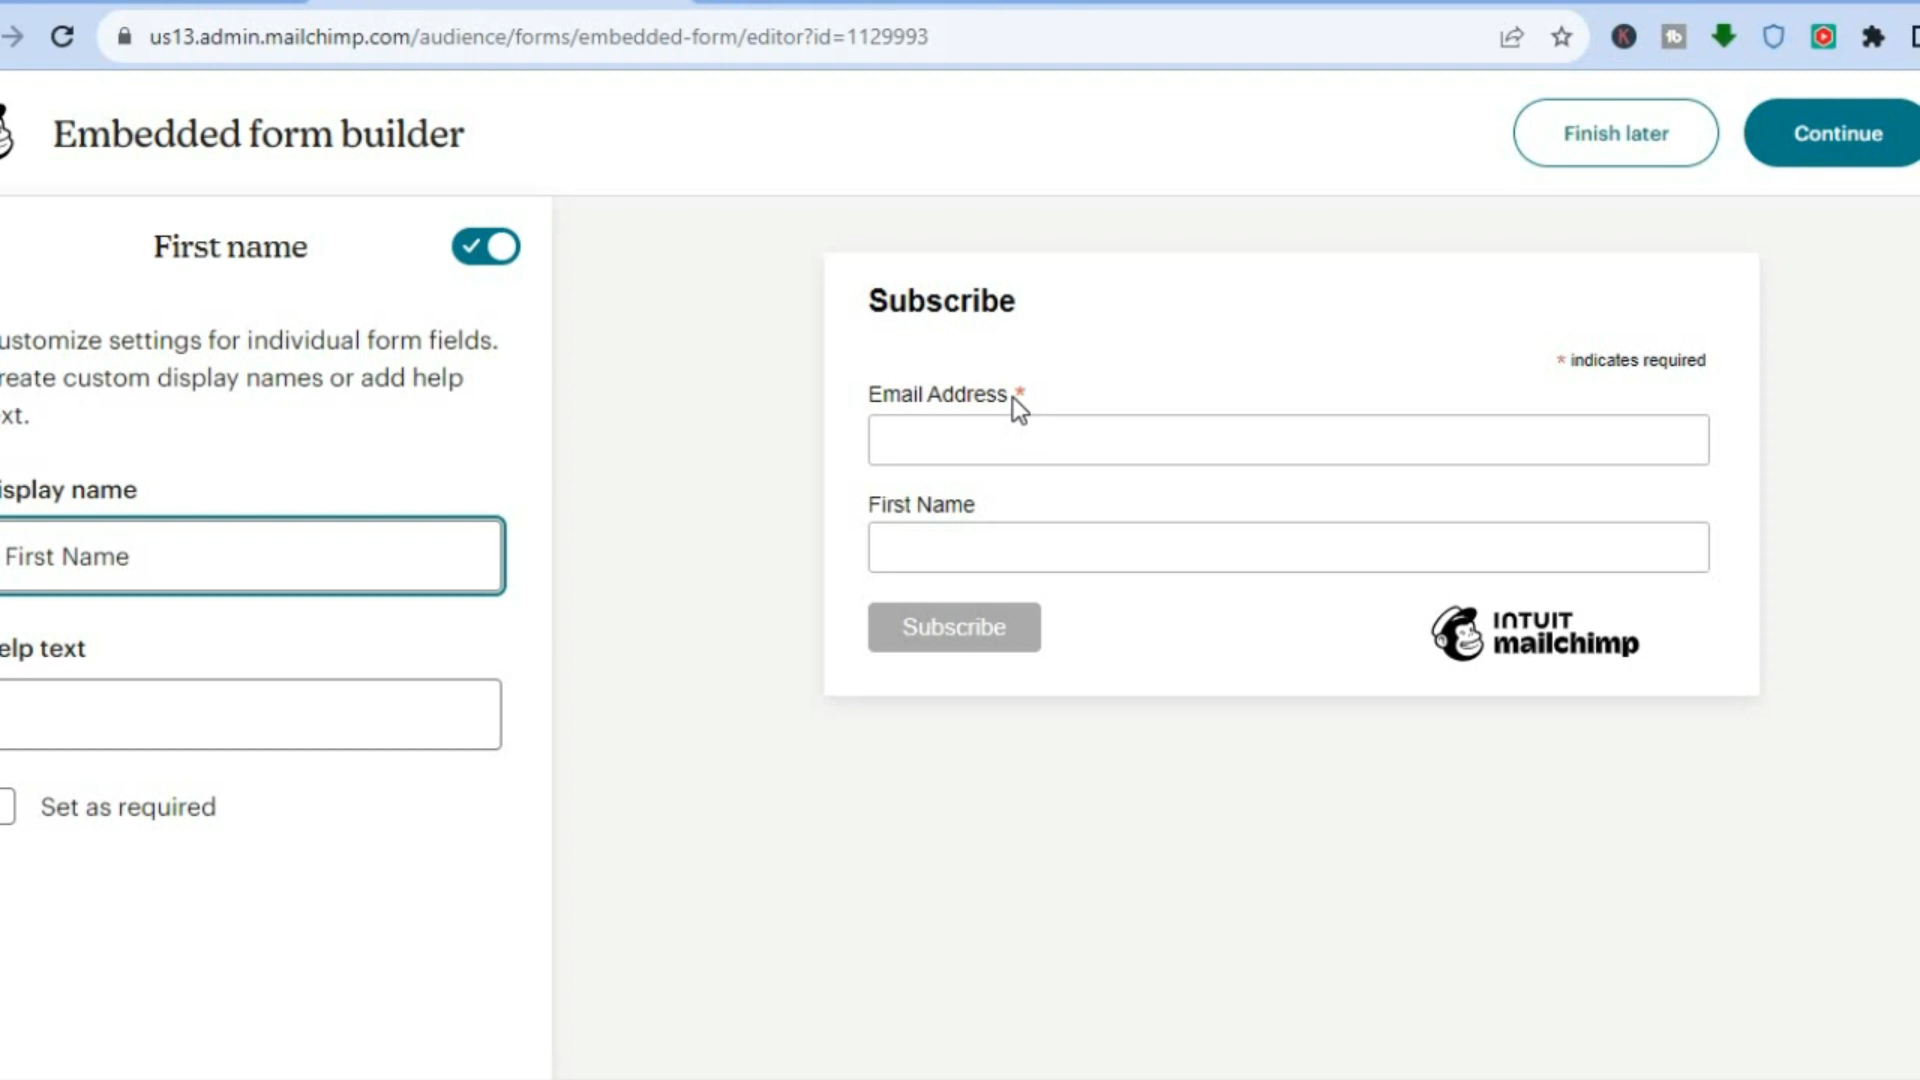 us13.admin.mailchimp.com/audience/forms/embedded-form/editor?id=1129993
Embedded form builder
Finish later
Continue
First name
ustomize settings for individual form fields.
reate custom display names or add help
xt.
isplay name
First Name
elp text
Set as required
Subscribe
* indicates required
Email Address *
First Name
Subscribe
INTUIT
mailchimp